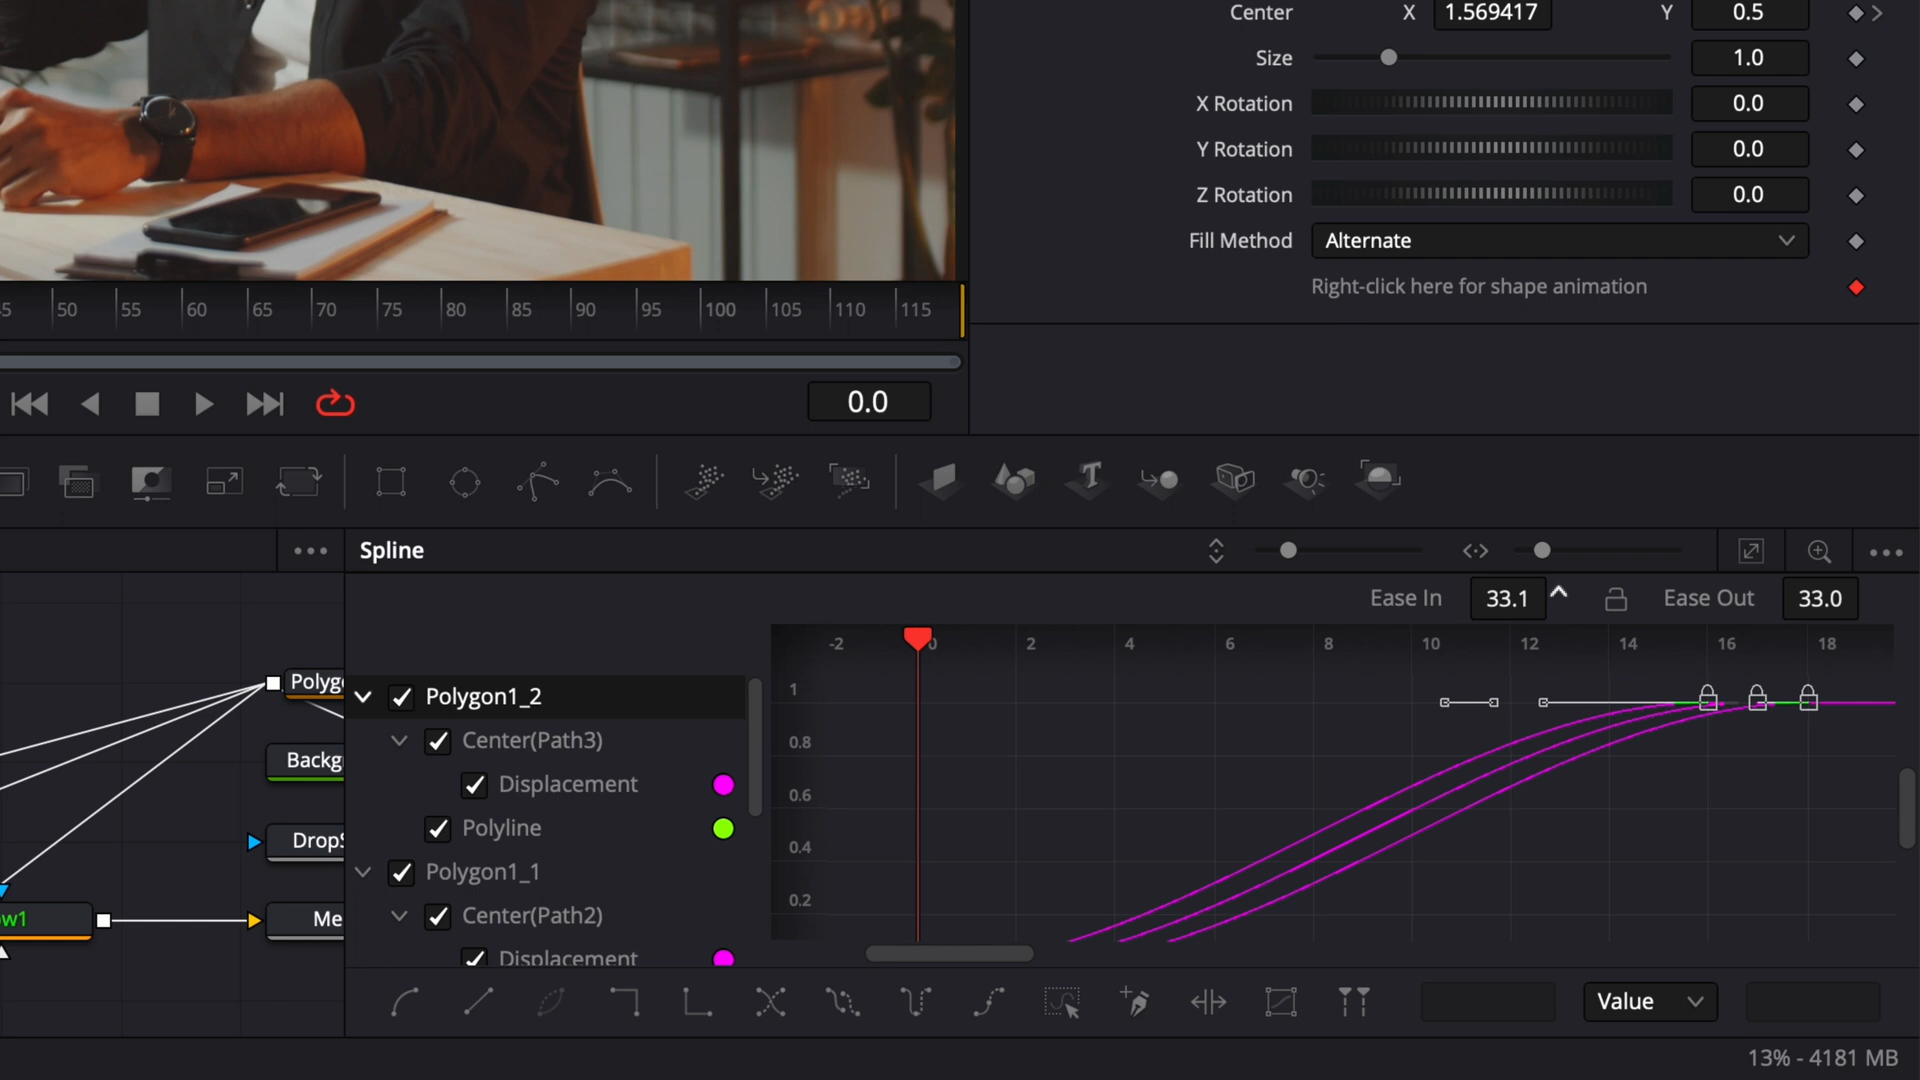 Center X 1.569417 Y 0.5
Size 1.0
X Rotation 0.0
Y Rotation 0.0
Z Rotation 0.0
Fill Method Alternate
Right-click here for shape animation
50 55 60 65 70 75 80 85 90 95 100 105 110 115
0.0
Spline
Ease In 33.1 Ease Out 33.0
-2 0 2 4 6 8 10 12 14 16 18
Polygon1_2
Center(Path3)
Displacement
Polyline
Polygon1_1
Center(Path2)
Displacement
1
0.8
0.6
0.4
0.2
Polyg
Backg
DropS
w1
Me
Value
13% - 4181 MB